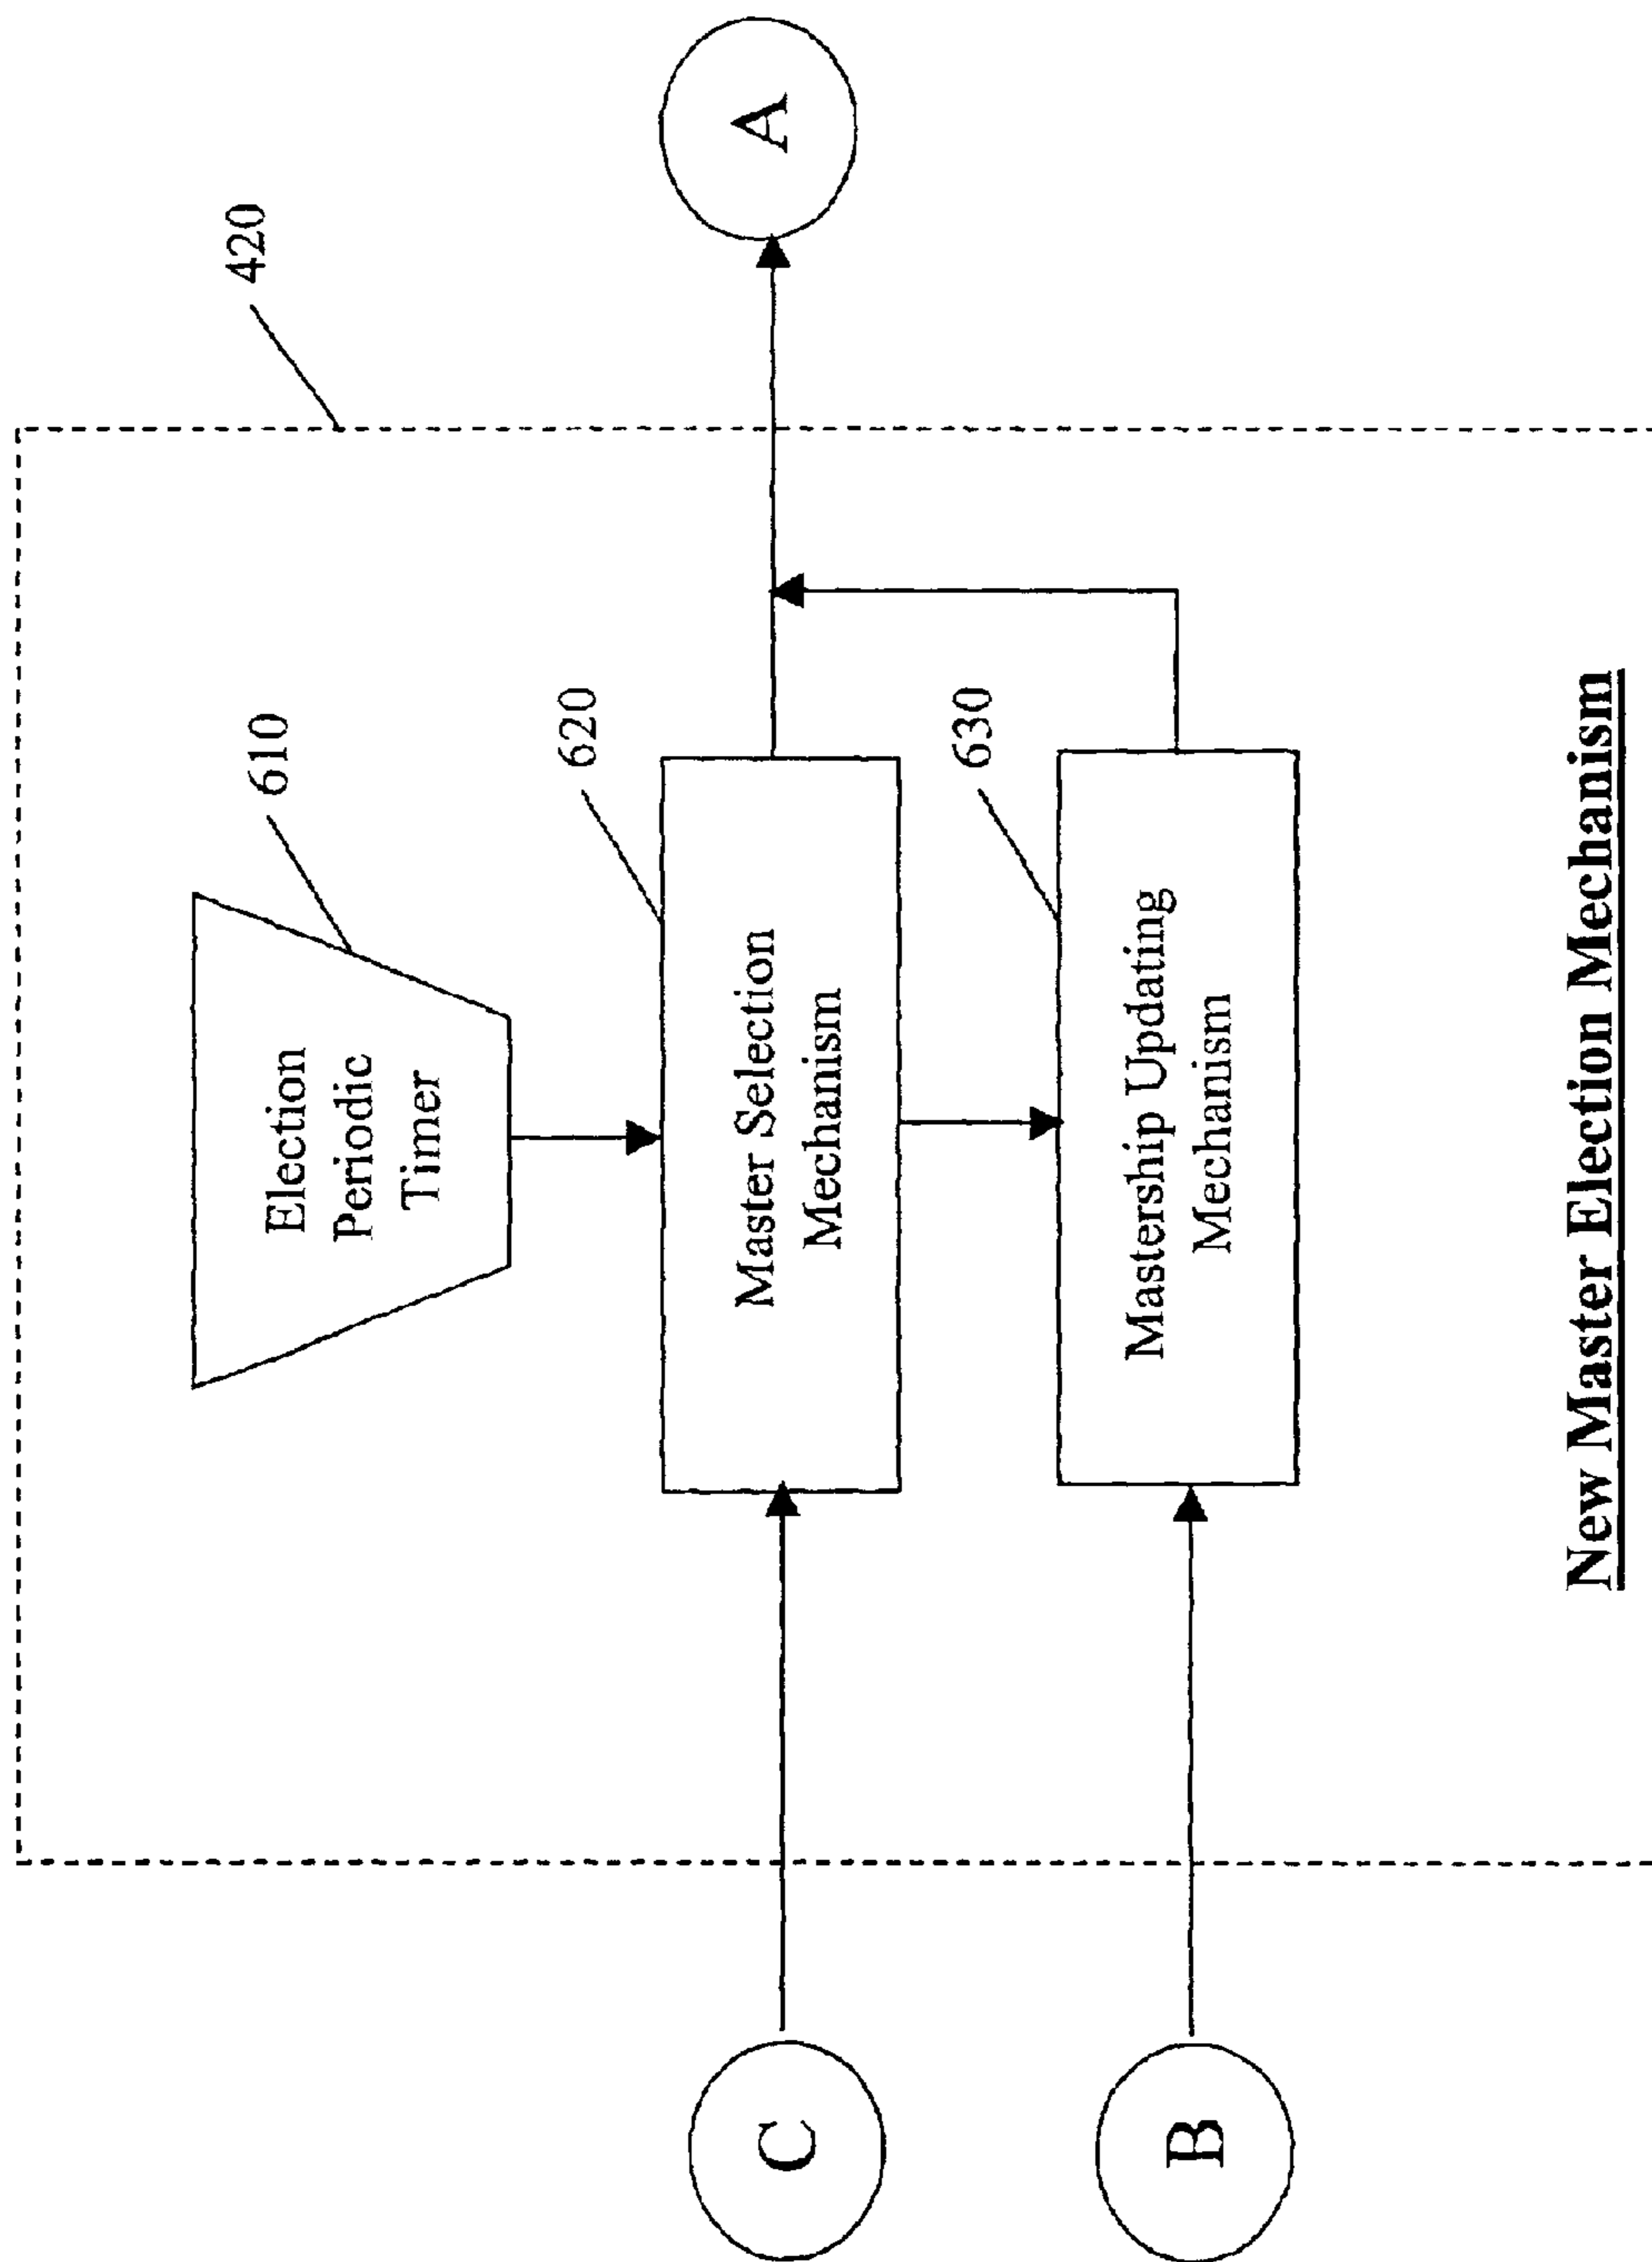 420
A
610
Election
Periodic
Timer
620
Master Selection
Mechanism
C
630
Mastership Updating
Mechanism
B
New Master Election Mechanism